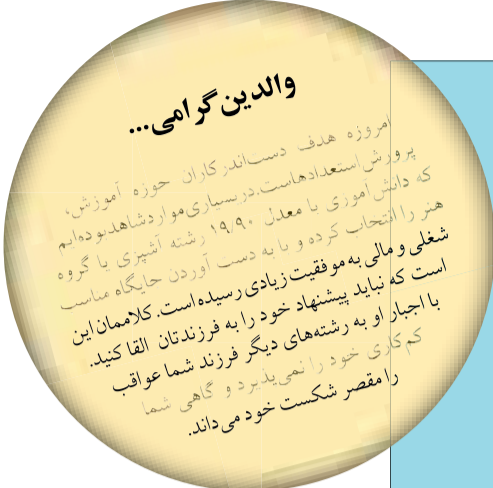 والدین گرامی...
امروزه هدف دست‌اندرکاران حوزه آموزش،
پرورش استعدادهاست. در بسیاری موارد شاهد بوده‌ایم
که دانش‌آموزی با معدل ۱۹/۹۰ رشته آشپزی یا گروه
هنر را انتخاب کرده و با به دست آوردن جایگاه مناسب
شغلی و مالی به موفقیت زیادی رسیده است. کلاممان این
است که نباید پیشنهاد خود را به فرزندتان القا کنید.
با اجبار او به رشته‌های دیگر فرزند شما عواقب
کم‌کاری خود را نمی‌پذیرد و گاهی شما
را مقصر شکست خود می‌داند.